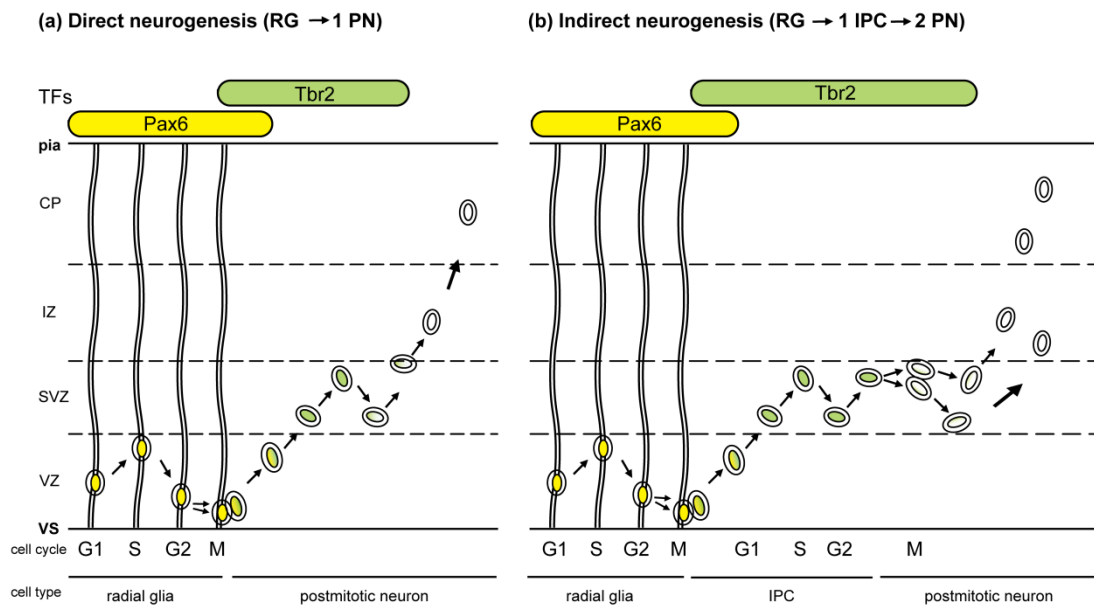 (a) Direct neurogenesis (RG → 1 PN)
(b) Indirect neurogenesis (RG → 1 IPC → 2 PN)
TFs
Tbr2
Pax6
Tbr2
Pax6
pia
CP
IZ
SVZ
VZ
VS
cell cycle G1 S G2 M
G1 S G2 M G1 S G2 M
cell type radial glia postmitotic neuron
radial glia IPC postmitotic neuron